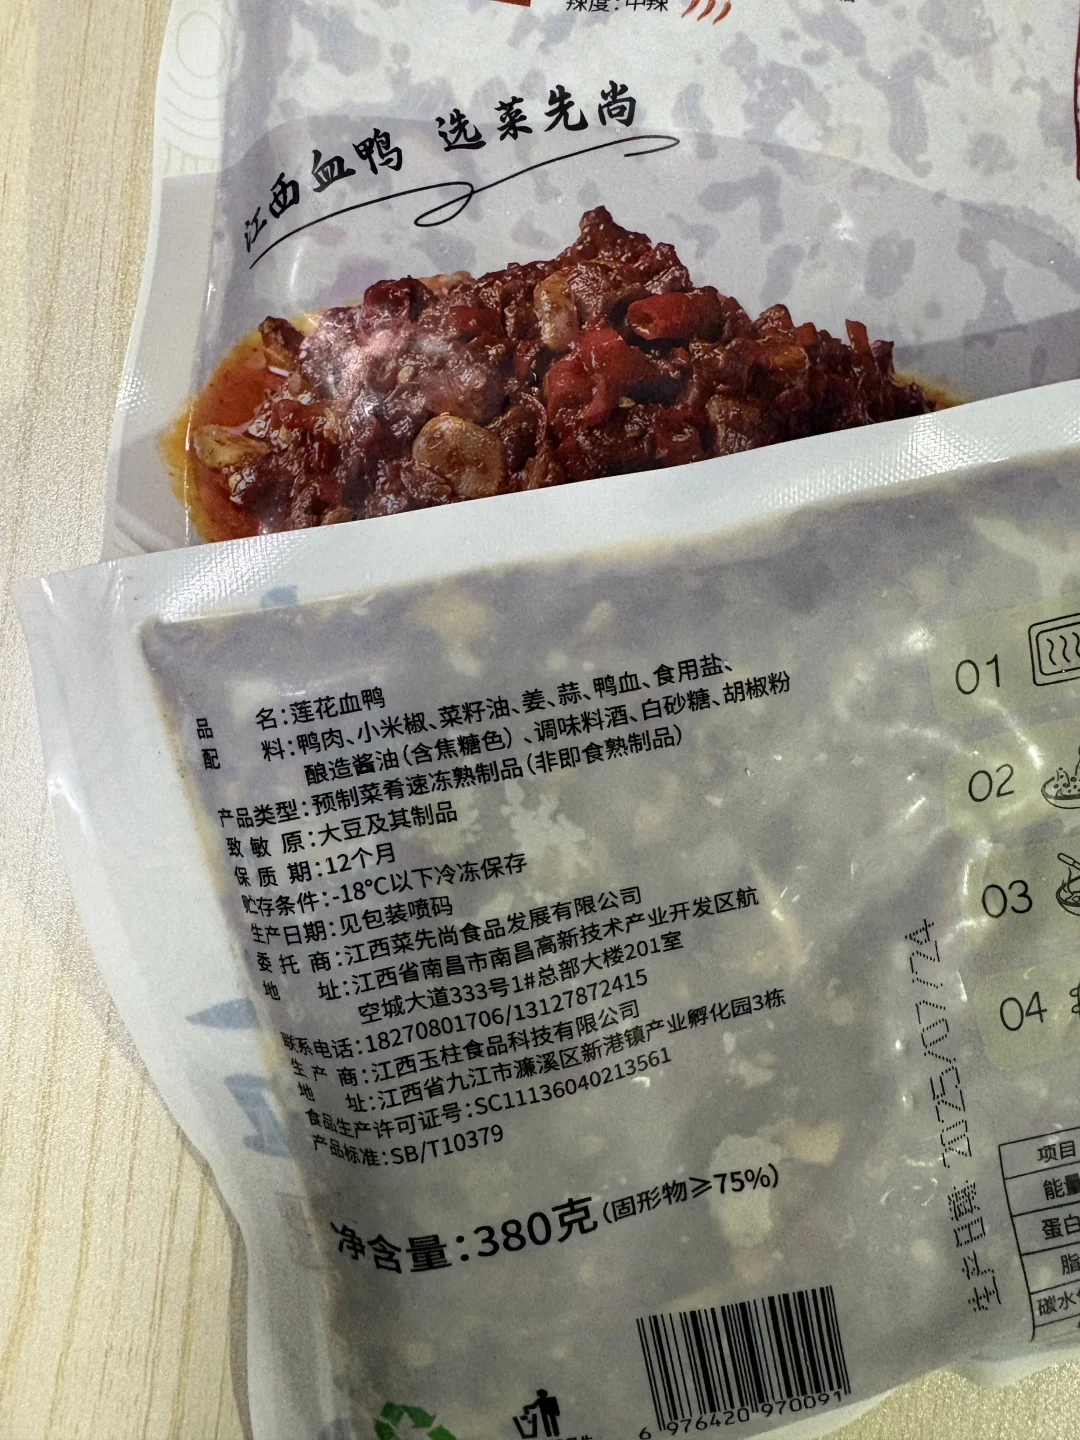 辣度：中辣
江西血鸭 选菜先尚
品 名：莲花血鸭
配 料：鸭肉、小米椒、菜籽油、姜、蒜、鸭血、食用盐、
酿造酱油（含焦糖色）、调味料酒、白砂糖、胡椒粉
产品类型：预制菜肴速冻熟制品（非即食熟制品）
致敏原：大豆及其制品
保质期：12个月
贮存条件：-18°C以下冷冻保存
生产日期：见包装喷码
委托商：江西菜先尚食品发展有限公司
地 址：江西省南昌市南昌高新技术产业开发区航
空城大道333号1#总部大楼201室
联系电话：18270801706/13127872415
生产商：江西玉柱食品科技有限公司
地 址：江西省九江市濂溪区新港镇产业孵化园3栋
食品生产许可证号：SC11136040213561
产品标准：SB/T10379
净含量：380克（固形物≥75%）
6 976420 970091
生产日期 2025/07/17A
01
02
03
04
项目
能量
蛋白
脂
碳水